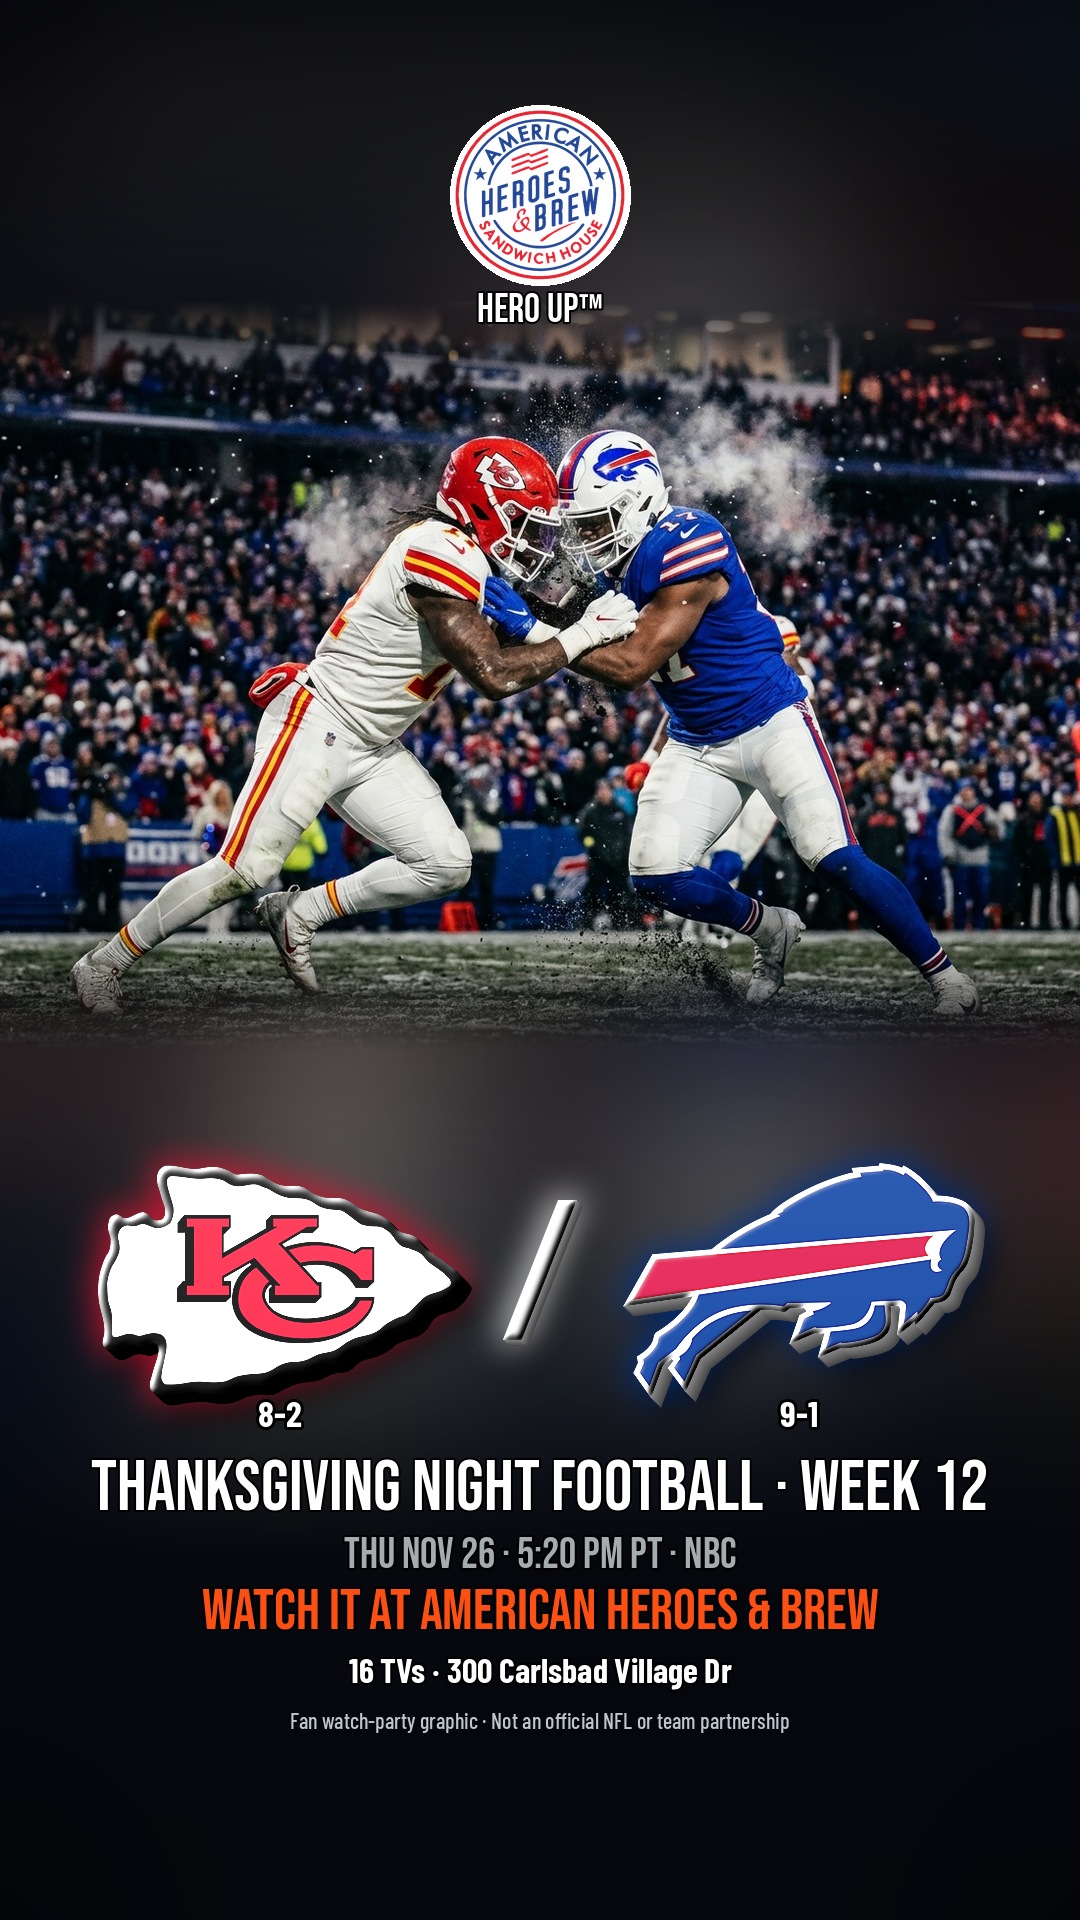 AMERICAN
HEROES
& BREW
SANDWICH HOUSE
HERO UP™
17
KC
8-2
9-1
THANKSGIVING NIGHT FOOTBALL · WEEK 12
THU NOV 26 · 5:20 PM PT · NBC
WATCH IT AT AMERICAN HEROES & BREW
16 TVs · 300 Carlsbad Village Dr
Fan watch-party graphic · Not an official NFL or team partnership